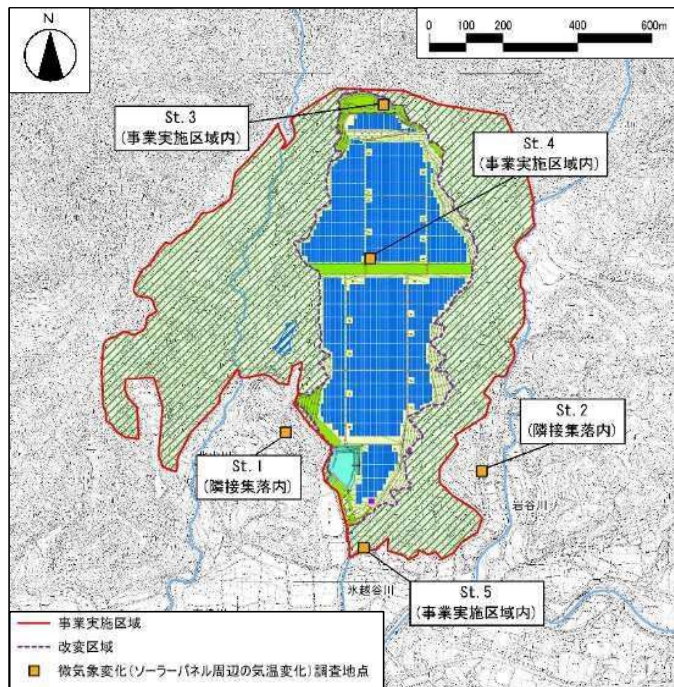 N
0 100 200 400 600m
St. 3
(事業実施区域内)
St. 4
(事業実施区域内)
St. 2
(隣接集落内)
St. 1
(隣接集落内)
岩谷川
St. 5
(事業実施区域内)
水越谷川
事業実施区域
改変区域
微気象変化(ソーラーパネル周辺の気温変化)調査地点